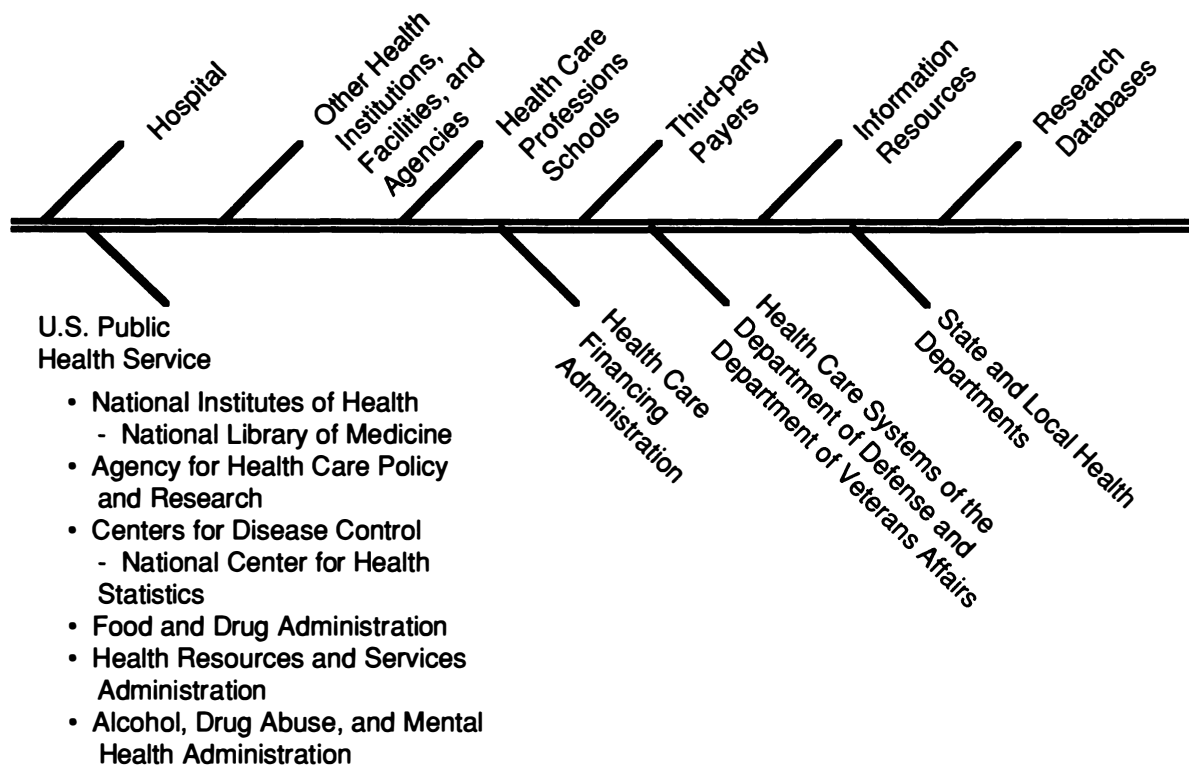 Hospital
Other Health
Institutions,
Facilities, and
Agencies
Health Care
Professions
Schools
Third-party
Payers
Information
Resources
Research
Databases
U.S. Public
Health Service
• National Institutes of Health
- National Library of Medicine
• Agency for Health Care Policy
and Research
• Centers for Disease Control
- National Center for Health
Statistics
• Food and Drug Administration
• Health Resources and Services
Administration
• Alcohol, Drug Abuse, and Mental
Health Administration
Health Care
Financing
Administration
Health Care Systems of the
Department of Defense and
Department of Veterans Affairs
State and Local Health
Departments